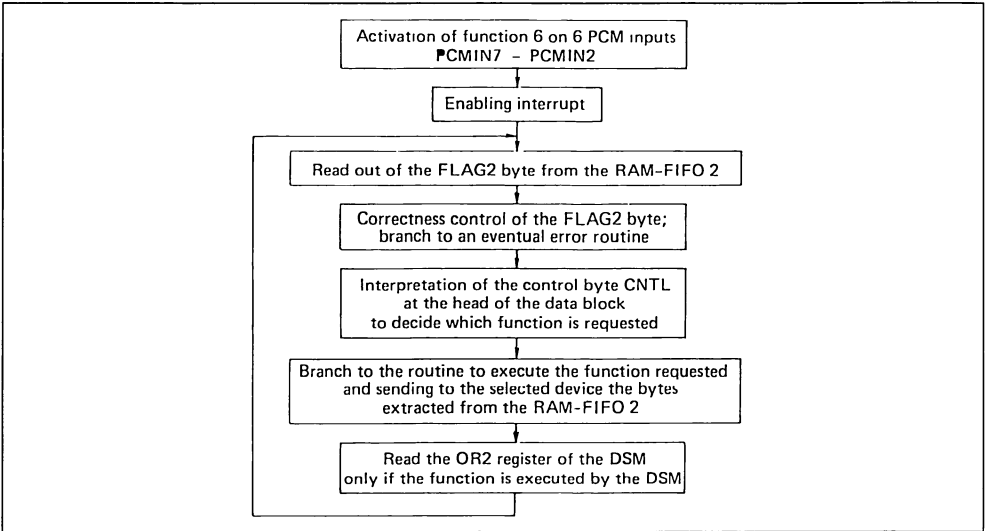 Activation of function 6 on 6 PCM inputs
PCMIN7 – PCMIN2
Enabling interrupt
Read out of the FLAG2 byte from the RAM-FIFO 2
Correctness control of the FLAG2 byte;
branch to an eventual error routine
Interpretation of the control byte CNTL
at the head of the data block
to decide which function is requested
Branch to the routine to execute the function requested
and sending to the selected device the bytes
extracted from the RAM-FIFO 2
Read the OR2 register of the DSM
only if the function is executed by the DSM